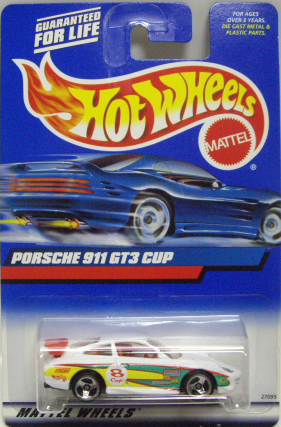 GUARANTEED
FOR LIFE
FOR AGES
OVER 3 YEARS.
DIE CAST METAL &
PLASTIC PARTS.
HOT WHEELS
MATTEL
®
PORSCHE 911 GT3 CUP
8
Cup
27095
MATTEL WHEELS